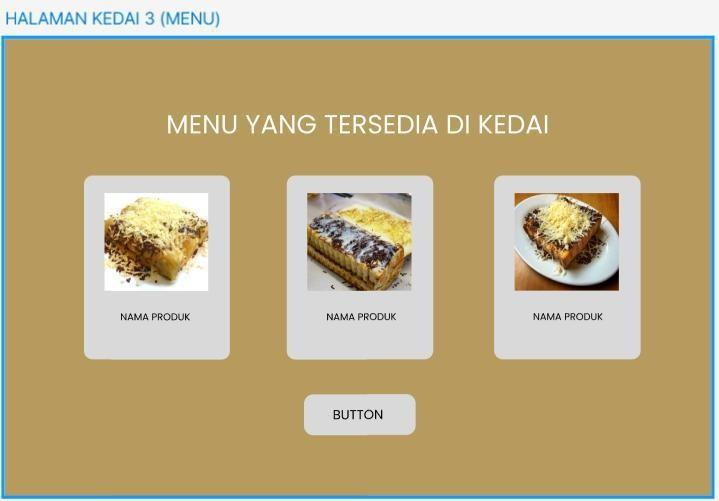 HALAMAN KEDAI 3 (MENU)
MENU YANG TERSEDIA DI KEDAI
NAMA PRODUK
NAMA PRODUK
NAMA PRODUK
BUTTON